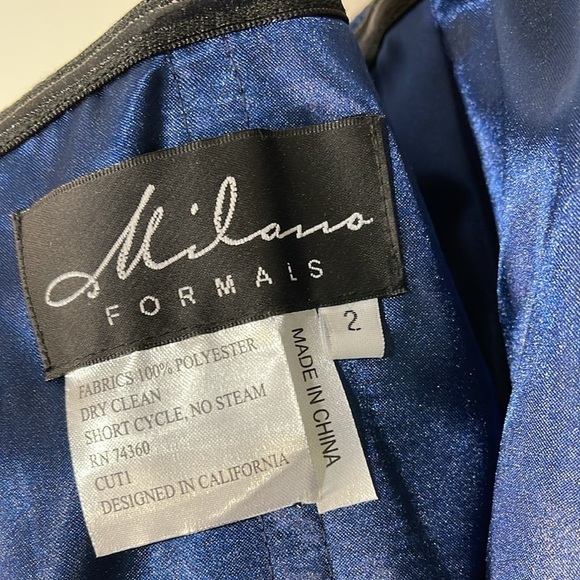 Milano
FORMALS
2
FABRICS 100% POLYESTER
DRY CLEAN
SHORT CYCLE, NO STEAM
RN 74360
CUT1
DESIGNED IN CALIFORNIA
MADE IN CHINA